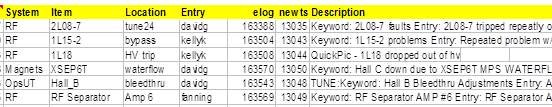 System Item Location Entry elog newts Description
RF 2L08-7 tune24 davdg 163388 13035 Keyword: 2L08-7 faults Entry: 2L08-7 tripped repeatly o
RF 1L15-2 bypass kellyk 163504 13043 Keyword: 1L15-2 problems Entry: Repeated problem w
RF 1L18 HV trip kellyk 163508 13044 QuickPic - 1L18 dropped out of hv
Magnets XSEP6T waterflow davdg 163570 13050 Keyword: Hall C down due to XSEP6T MPS WATERFL
OpsUT Hall_B bleedthru davdg 163543 13048 TUNE:Keyword: Hall B Bleedthru Adjustments Entry: A
RF RF Separator Amp 6 fanning 163569 13049 Keyword: RF Separator AMP #6 Entry: RF Separator